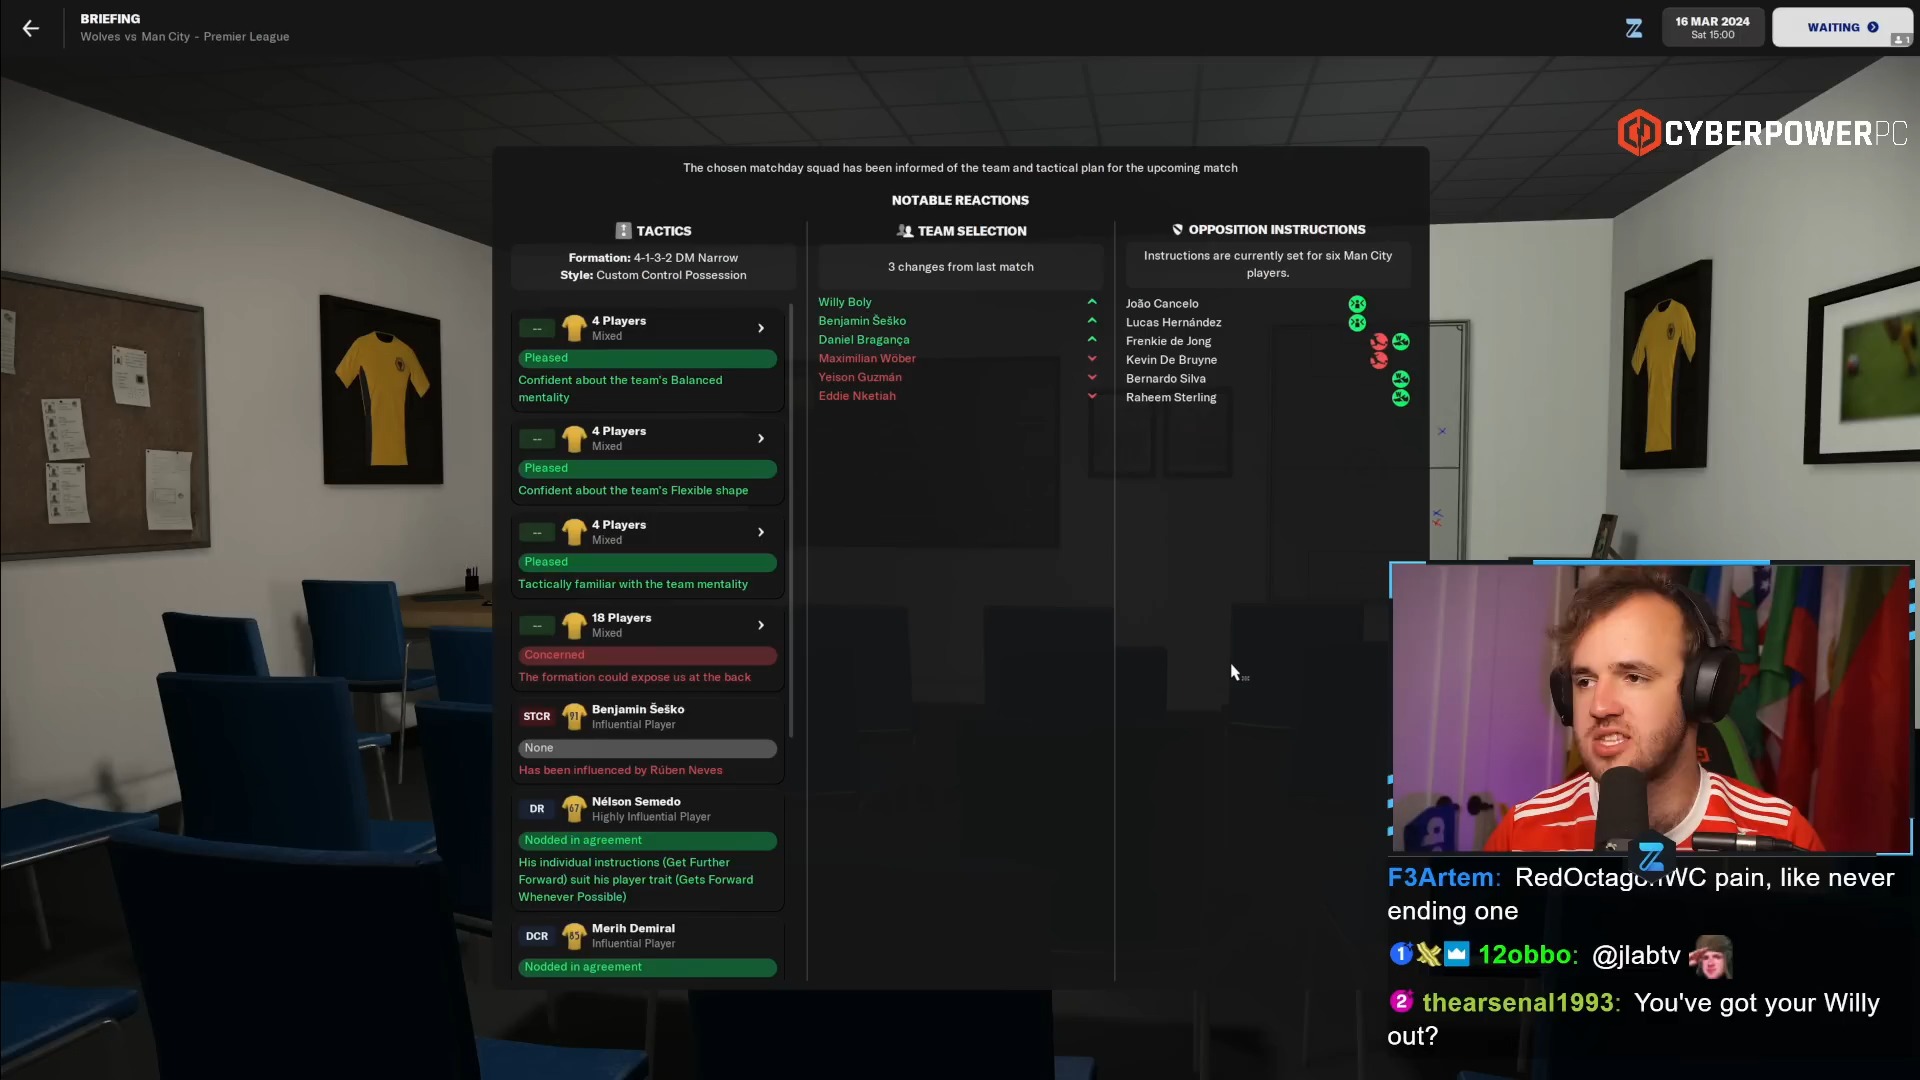 BRIEFING
Wolves vs Man City - Premier League
16 MAR 2024
Sat 15:00
WAITING
1
CYBERPOWERPC
The chosen matchday squad has been informed of the team and tactical plan for the upcoming match
NOTABLE REACTIONS
TACTICS
Formation: 4-1-3-2 DM Narrow
Style: Custom Control Possession
-- 4 Players
Mixed
Pleased
Confident about the team's Balanced
mentality
-- 4 Players
Mixed
Pleased
Confident about the team's Flexible shape
-- 4 Players
Mixed
Pleased
Tactically familiar with the team mentality
-- 18 Players
Mixed
Concerned
The formation could expose us at the back
STCR 91 Benjamin Šeško
Influential Player
None
Has been influenced by Rúben Neves
DR 67 Nélson Semedo
Highly Influential Player
Nodded in agreement
His individual instructions (Get Further
Forward) suit his player trait (Gets Forward
Whenever Possible)
DCR 85 Merih Demiral
Influential Player
Nodded in agreement
TEAM SELECTION
3 changes from last match
Willy Boly
Benjamin Šeško
Daniel Bragança
Maximilian Wöber
Yeison Guzmán
Eddie Nketiah
OPPOSITION INSTRUCTIONS
Instructions are currently set for six Man City
players.
João Cancelo
Lucas Hernández
Frenkie de Jong
Kevin De Bruyne
Bernardo Silva
Raheem Sterling
F3Artem: RedOctago WC pain, like never
ending one
1 12obbo: @jlabtv
2 thearsenal1993: You've got your Willy
out?